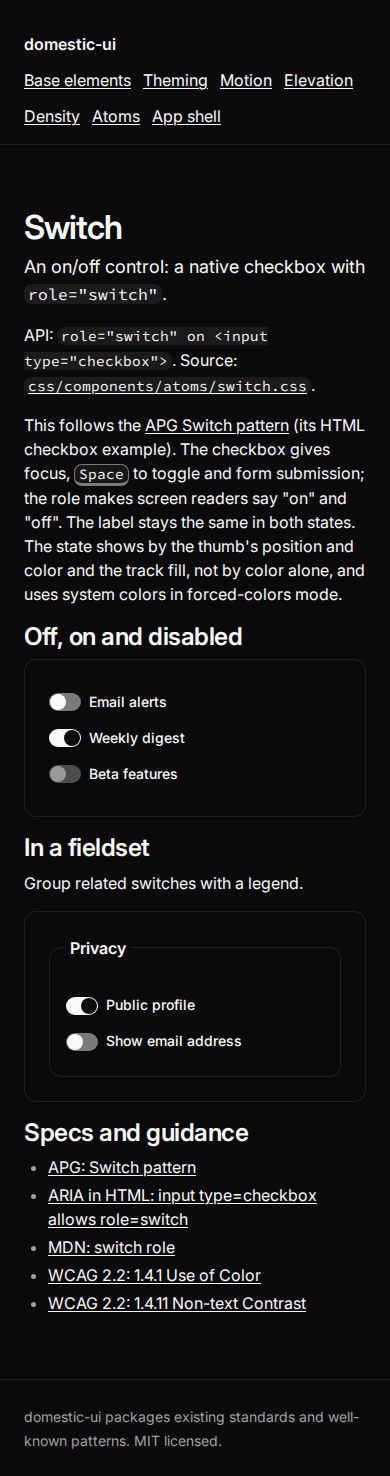 domestic-ui
Base elements Theming Motion Elevation
Density Atoms App shell
Switch
An on/off control: a native checkbox with
role="switch".
API: role="switch" on <input
type="checkbox">. Source:
css/components/atoms/switch.css.
This follows the APG Switch pattern (its HTML
checkbox example). The checkbox gives
focus, Space to toggle and form submission;
the role makes screen readers say "on" and
"off". The label stays the same in both states.
The state shows by the thumb's position and
color and the track fill, not by color alone, and
uses system colors in forced-colors mode.
Off, on and disabled
Email alerts
Weekly digest
Beta features
In a fieldset
Group related switches with a legend.
Privacy
Public profile
Show email address
Specs and guidance
APG: Switch pattern
ARIA in HTML: input type=checkbox
allows role=switch
MDN: switch role
WCAG 2.2: 1.4.1 Use of Color
WCAG 2.2: 1.4.11 Non-text Contrast
domestic-ui packages existing standards and well-
known patterns. MIT licensed.